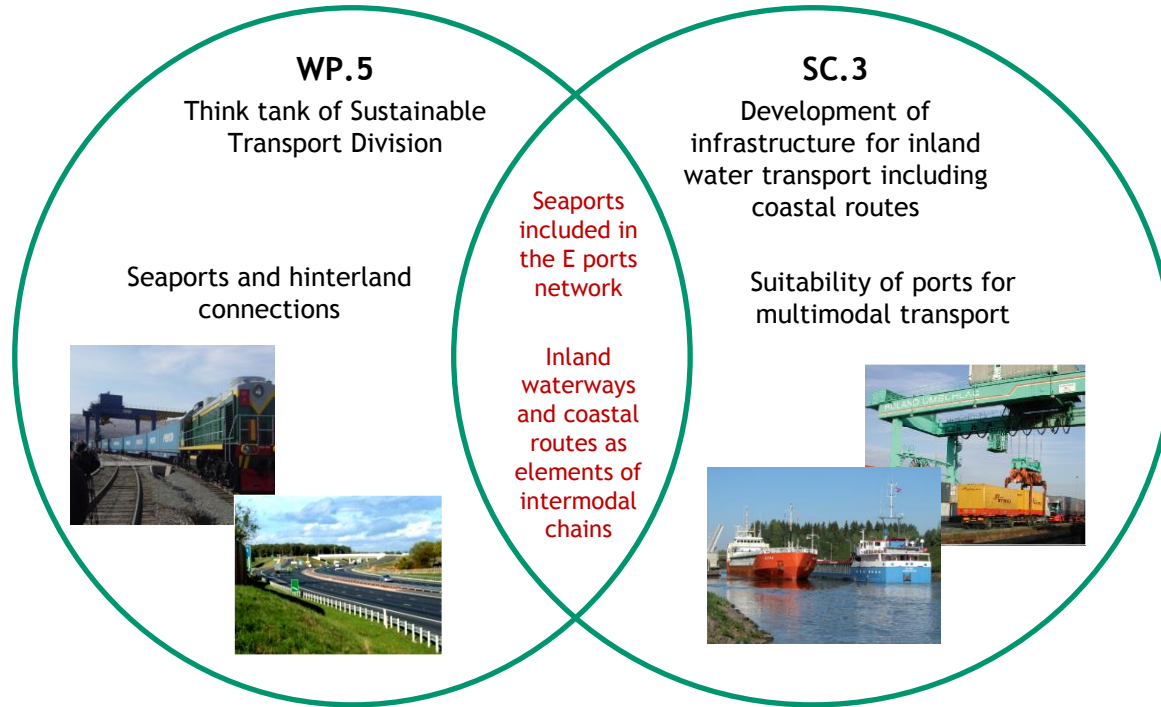 WP.5
Think tank of Sustainable
Transport Division
Seaports and hinterland
connections
Seaports
included in
the E ports
network
Inland
waterways
and coastal
routes as
elements of
intermodal
chains
SC.3
Development of
infrastructure for inland
water transport including
coastal routes
Suitability of ports for
multimodal transport
UMSCHLAG